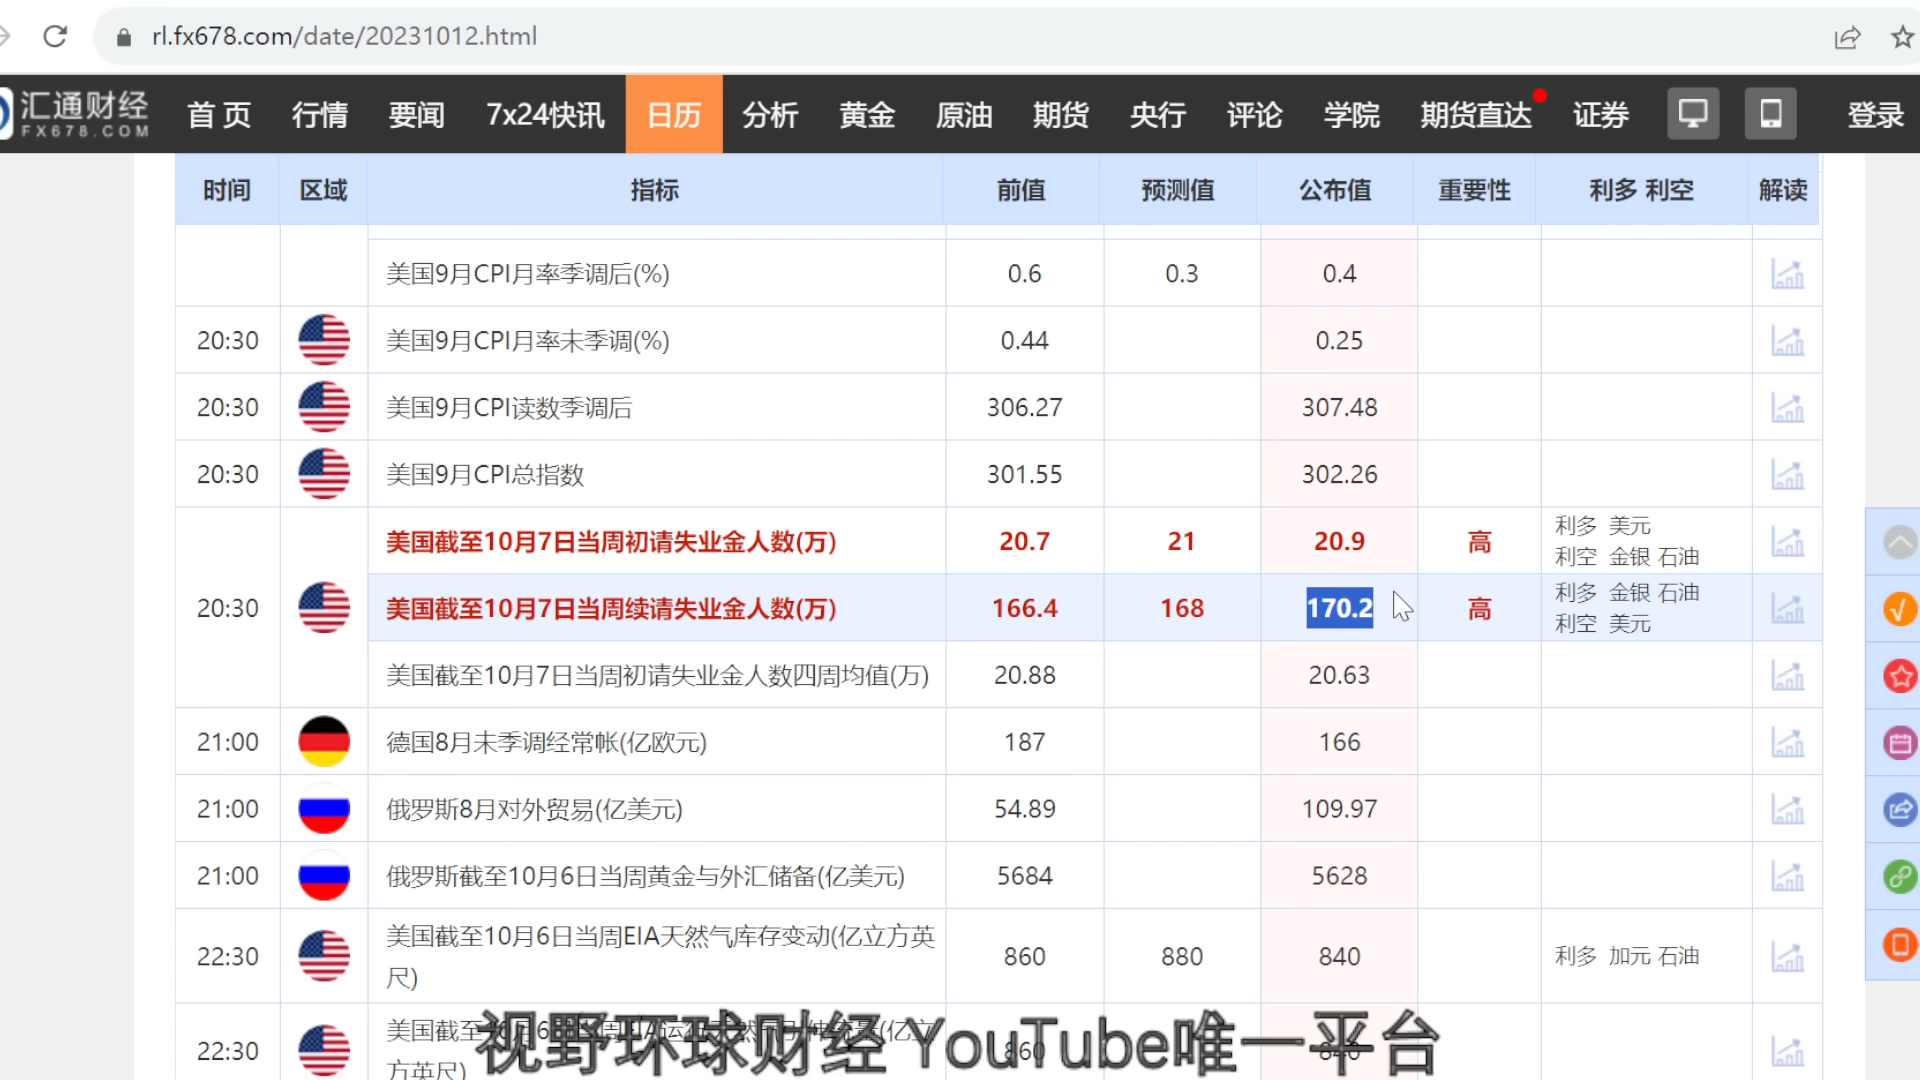 rl.fx678.com/date/20231012.html
汇通财经
FX678.COM
首页 行情 要闻 7x24快讯 日历 分析 黄金 原油 期货 央行 评论 学院 期货直达 证券 登录
时间 区域 指标 前值 预测值 公布值 重要性 利多 利空 解读
美国9月CPI月率季调后(%) 0.6 0.3 0.4
20:30 美国9月CPI月率未季调(%) 0.44 0.25
20:30 美国9月CPI读数季调后 306.27 307.48
20:30 美国9月CPI总指数 301.55 302.26
美国截至10月7日当周初请失业金人数(万) 20.7 21 20.9 高 利多 美元
利空 金银 石油
20:30 美国截至10月7日当周续请失业金人数(万) 166.4 168 170.2 高 利多 金银 石油
利空 美元
美国截至10月7日当周初请失业金人数四周均值(万) 20.88 20.63
21:00 德国8月未季调经常帐(亿欧元) 187 166
21:00 俄罗斯8月对外贸易(亿美元) 54.89 109.97
21:00 俄罗斯截至10月6日当周黄金与外汇储备(亿美元) 5684 5628
22:30 美国截至10月6日当周EIA天然气库存变动(亿立方英
尺) 860 880 840 利多 加元 石油
22:30 美国截至
方英尺)
视野环球财经 YouTube唯一平台